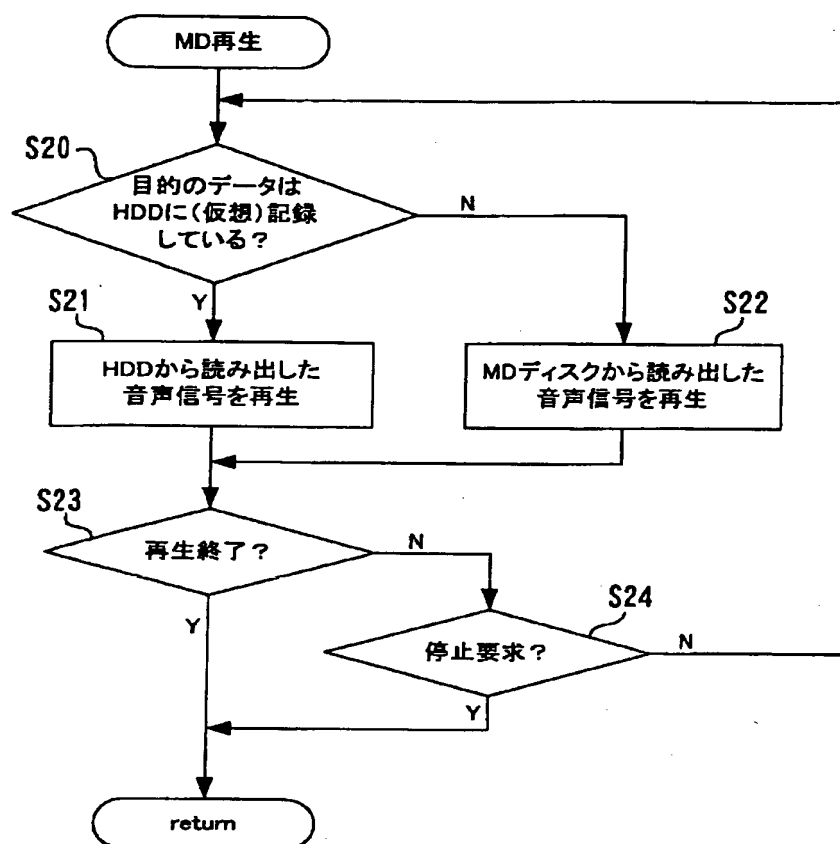 MD再生
S20
目的のデータは
HDDに(仮想)記録
している？
N
Y
S21
HDDから読み出した
音声信号を再生
S22
MDディスクから読み出した
音声信号を再生
S23
再生終了？
N
Y
S24
停止要求？
N
Y
return